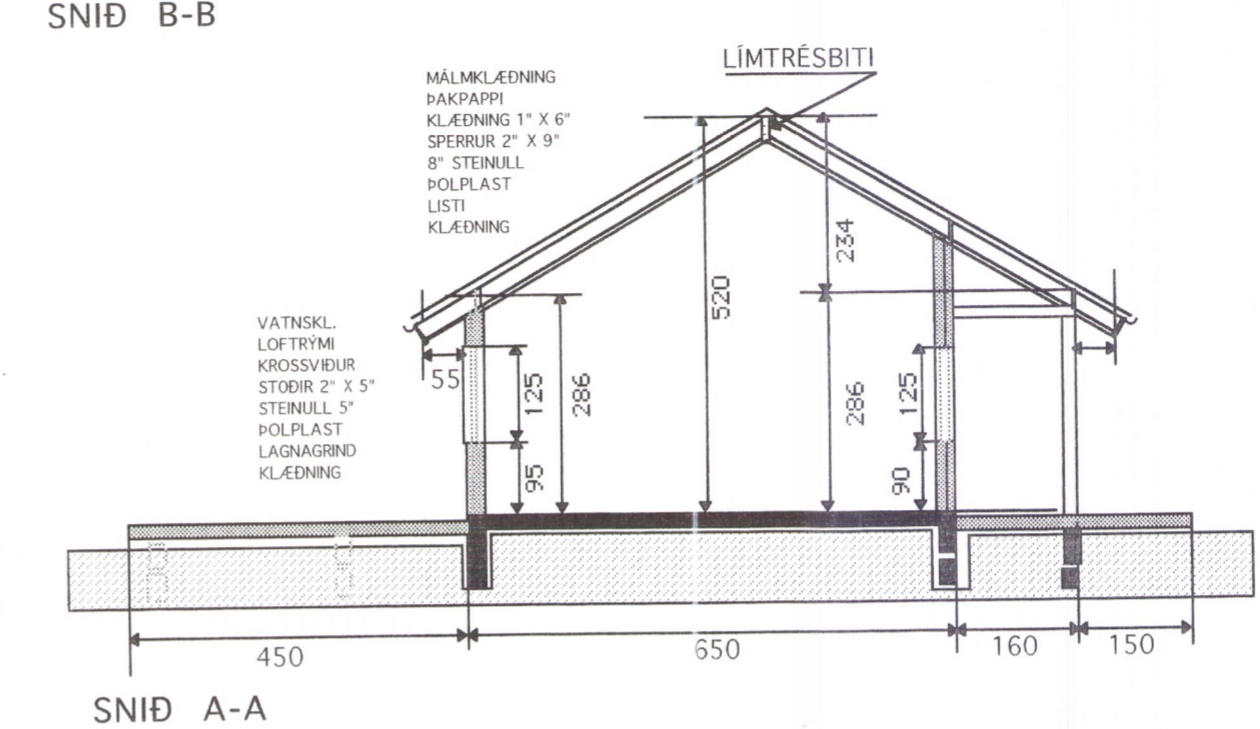 SNIÐ B-B
LÍMTRÉSBITI
MÁLMKLÆÐNING
ÞAKPAPPI
KLÆÐNING 1" X 6"
SPERRUR 2" X 9"
8" STEINULL
ÞOLPLAST
LISTI
KLÆÐNING
234
520
VATNSKL.
LOFTRÝMI
KROSSVIÐUR
STOÐIR 2" X 5"
STEINULL 5"
ÞOLPLAST
LAGNAGRIND
KLÆÐNING
55
125
286
286
125
95
90
450
650
160
150
SNIÐ A-A